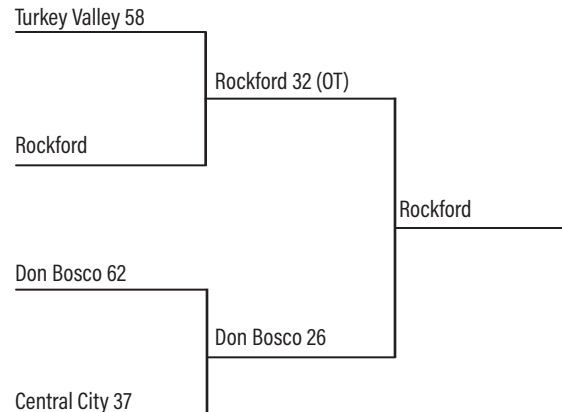 Turkey Valley 58
Rockford 32 (OT)
Rockford
Rockford
Don Bosco 62
Don Bosco 26
Central City 37